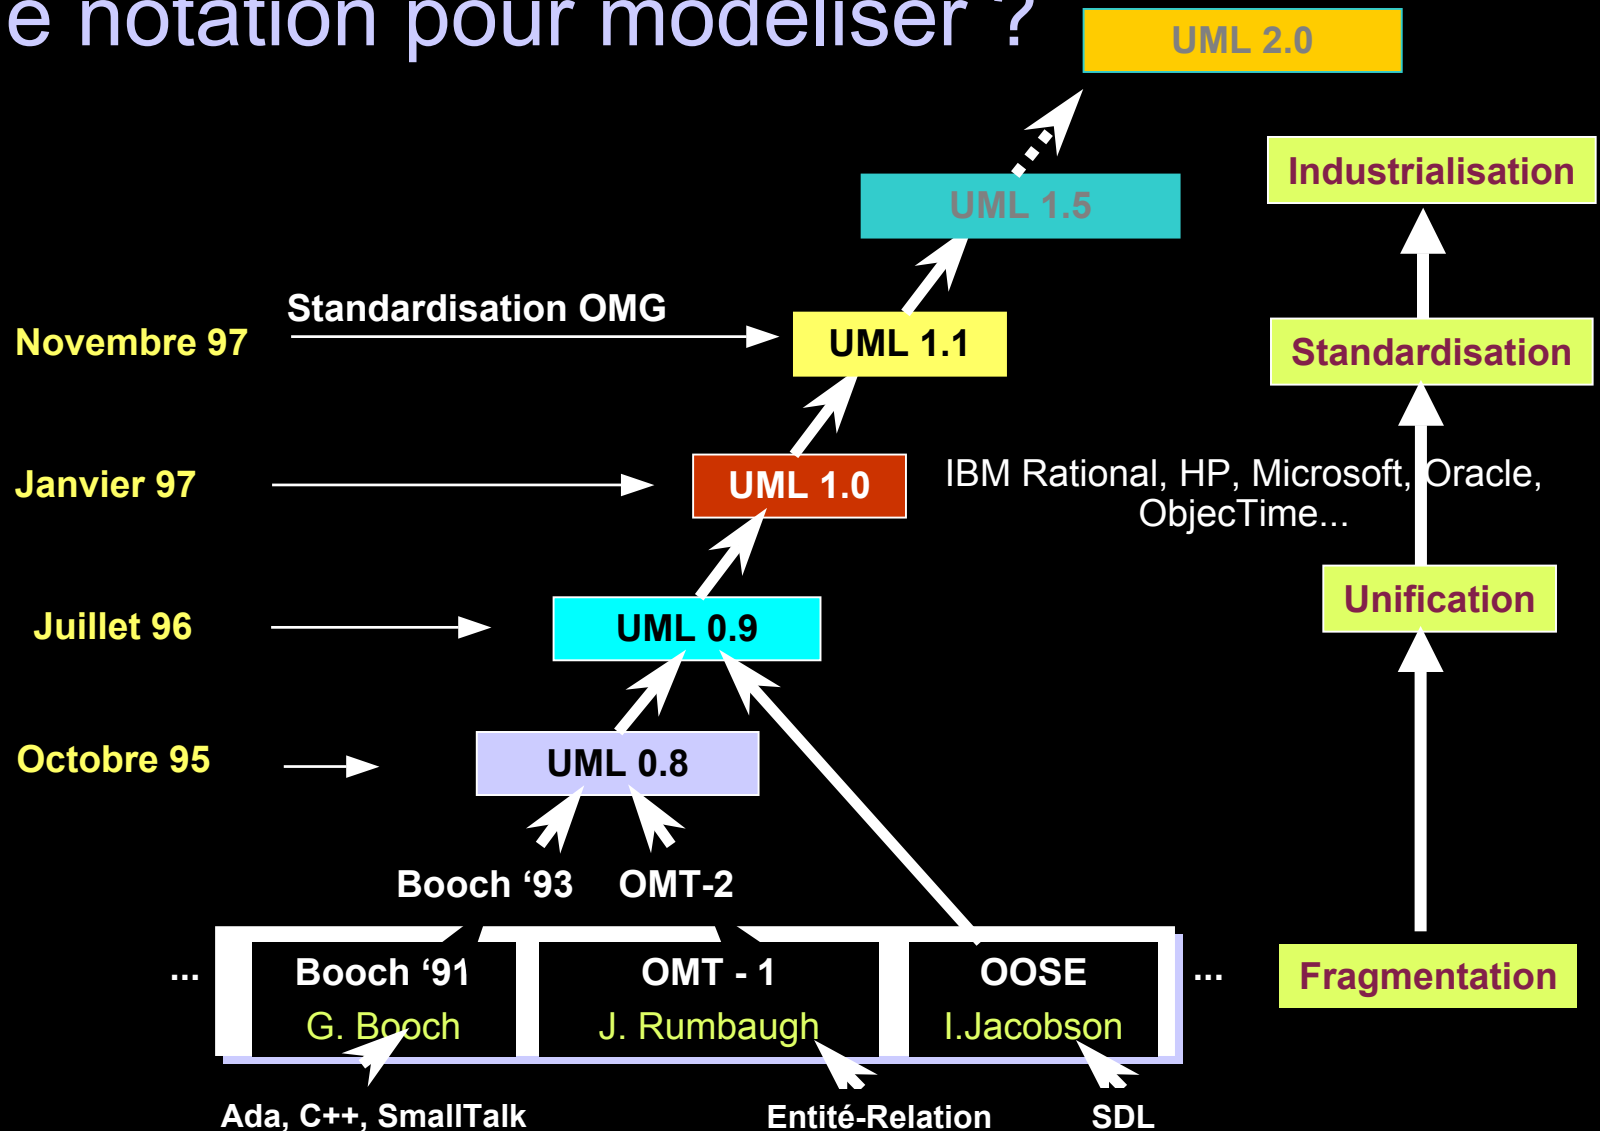 e notation pour modéliser ?
UML 2.0
Industrialisation
UML 1.5
Standardisation OMG
Novembre 97
UML 1.1
Standardisation
Janvier 97
UML 1.0
IBM Rational, HP, Microsoft, Oracle,
ObjecTime...
Juillet 96
UML 0.9
Unification
Octobre 95
UML 0.8
Booch ‘93
OMT-2
...
Booch ‘91
G. Booch
OMT - 1
J. Rumbaugh
OOSE
I.Jacobson
...
Fragmentation
Ada, C++, SmallTalk
Entité-Relation
SDL